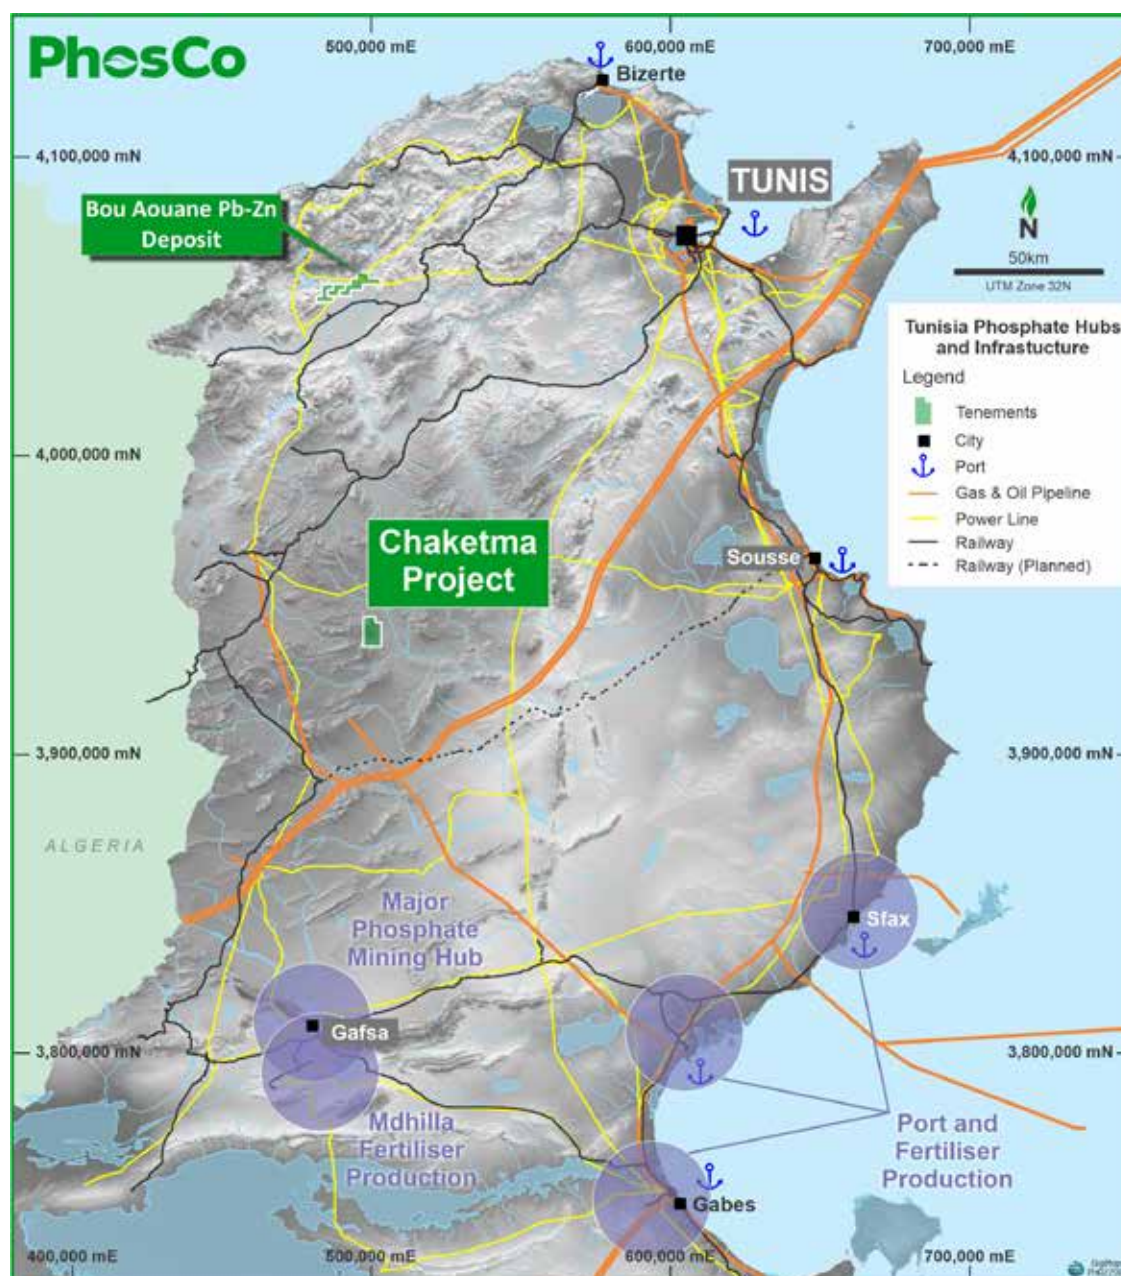 PhosCo
500,000 mE
600,000 mE
700,000 mE
Bizerte
4,100,000 mN
4,100,000 mN
TUNIS
Bou Aouane Pb-Zn
Deposit
N
50km
UTM Zone 32N
Tunisia Phosphate Hubs
and Infrastucture
Legend
Tenements
City
Port
Gas & Oil Pipeline
Power Line
Railway
Railway (Planned)
4,000,000 mN
Chaketma
Project
Sousse
3,900,000 mN
3,900,000 mN
ALGERIA
Major
Phosphate
Mining Hub
Sfax
Gafsa
3,800,000 mN
3,800,000 mN
Mdhilla
Fertiliser
Production
Port and
Fertiliser
Production
Gabes
400,000 mE
500,000 mE
600,000 mE
700,000 mE